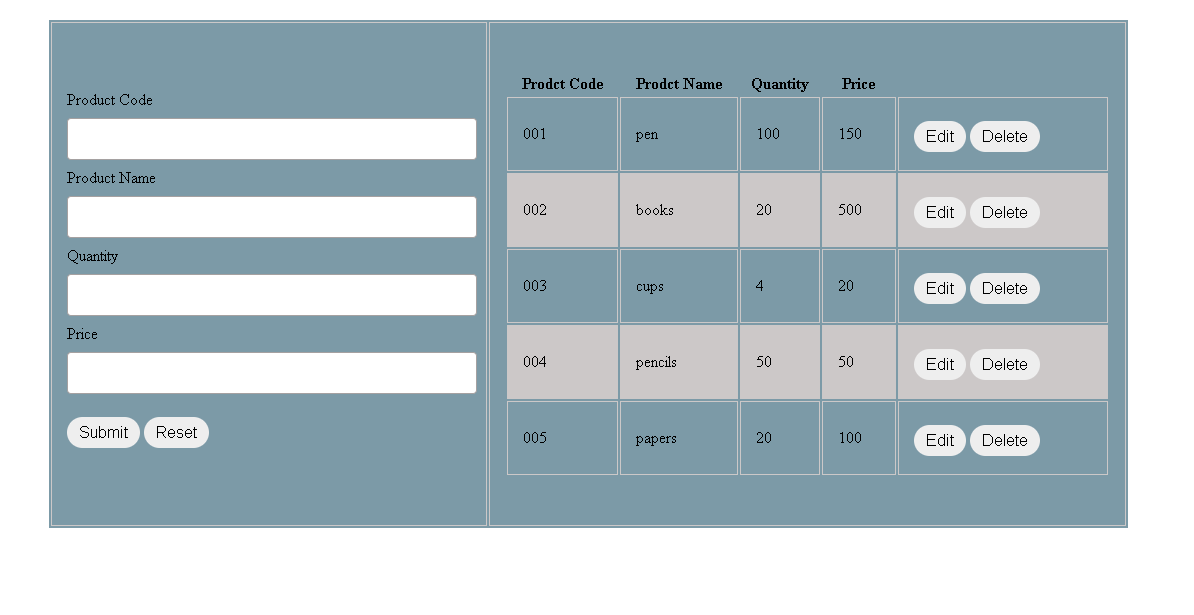 Product Code
Product Name
Quantity
Price
Submit Reset
Prodct Code Prodct Name Quantity Price
001 pen 100 150 Edit Delete
002 books 20 500 Edit Delete
003 cups 4 20 Edit Delete
004 pencils 50 50 Edit Delete
005 papers 20 100 Edit Delete